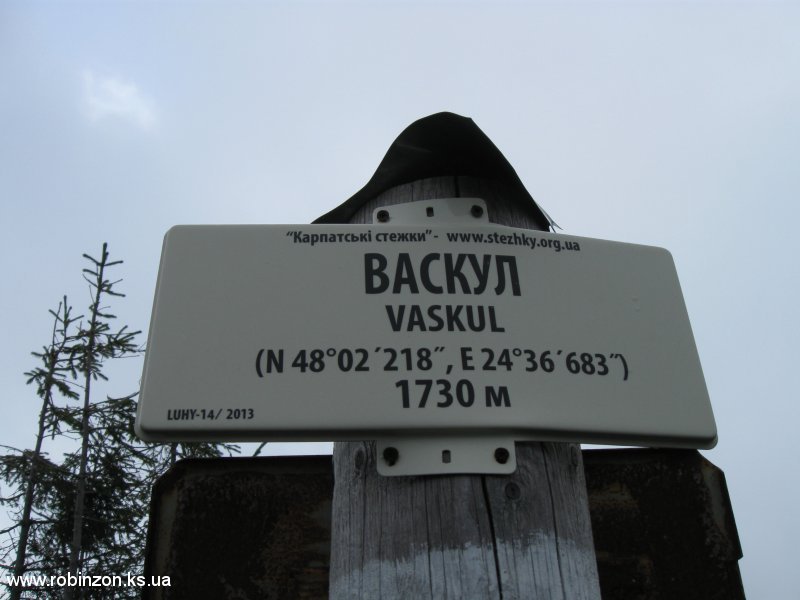 "Карпатські стежки" - www.stezhky.org.ua
ВАСКУЛ
VASKUL
(N 48°02´218˝, E 24°36´683˝)
1730 м
LUHY-14/ 2013
www.robinzon.ks.ua